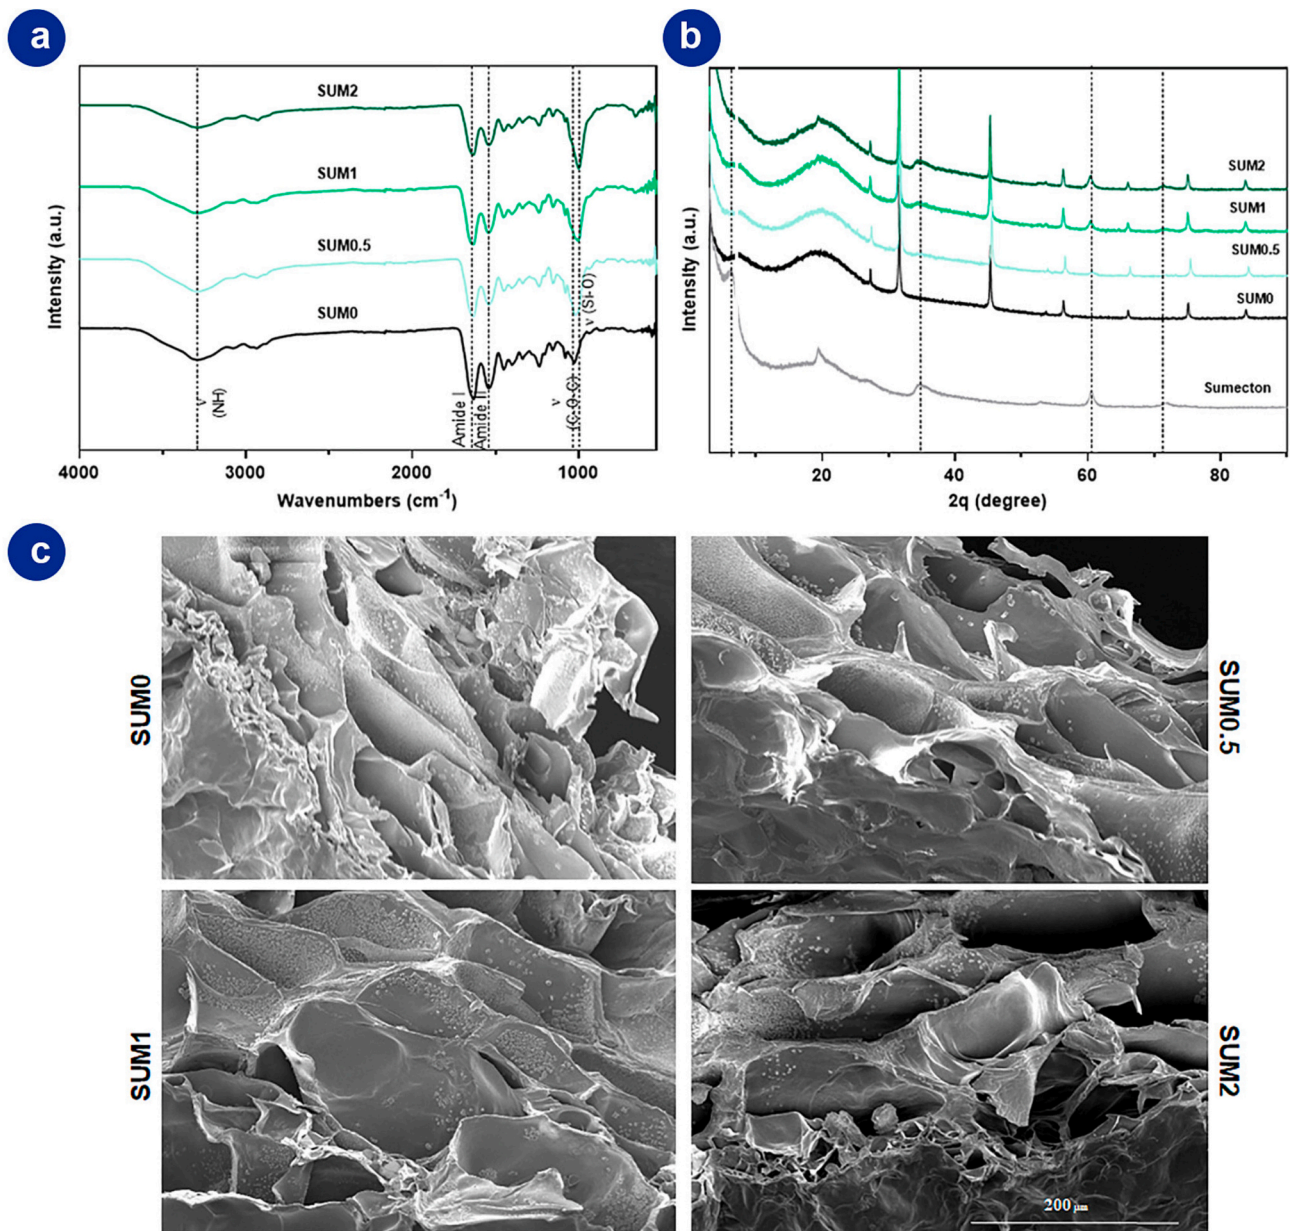 a
b
SUM2
SUM1
SUM0.5
SUM0
Intensity (a.u.)
ν (NH)
Amide I
Amide II
ν (C-O-C)
ν (Si-O)
4000
3000
2000
1000
Wavenumbers (cm⁻¹)
SUM2
SUM1
SUM0.5
SUM0
Sumecton
Intensity (a.u.)
20
40
60
80
2q (degree)
c
SUM0
SUM0.5
SUM1
SUM2
200 μm